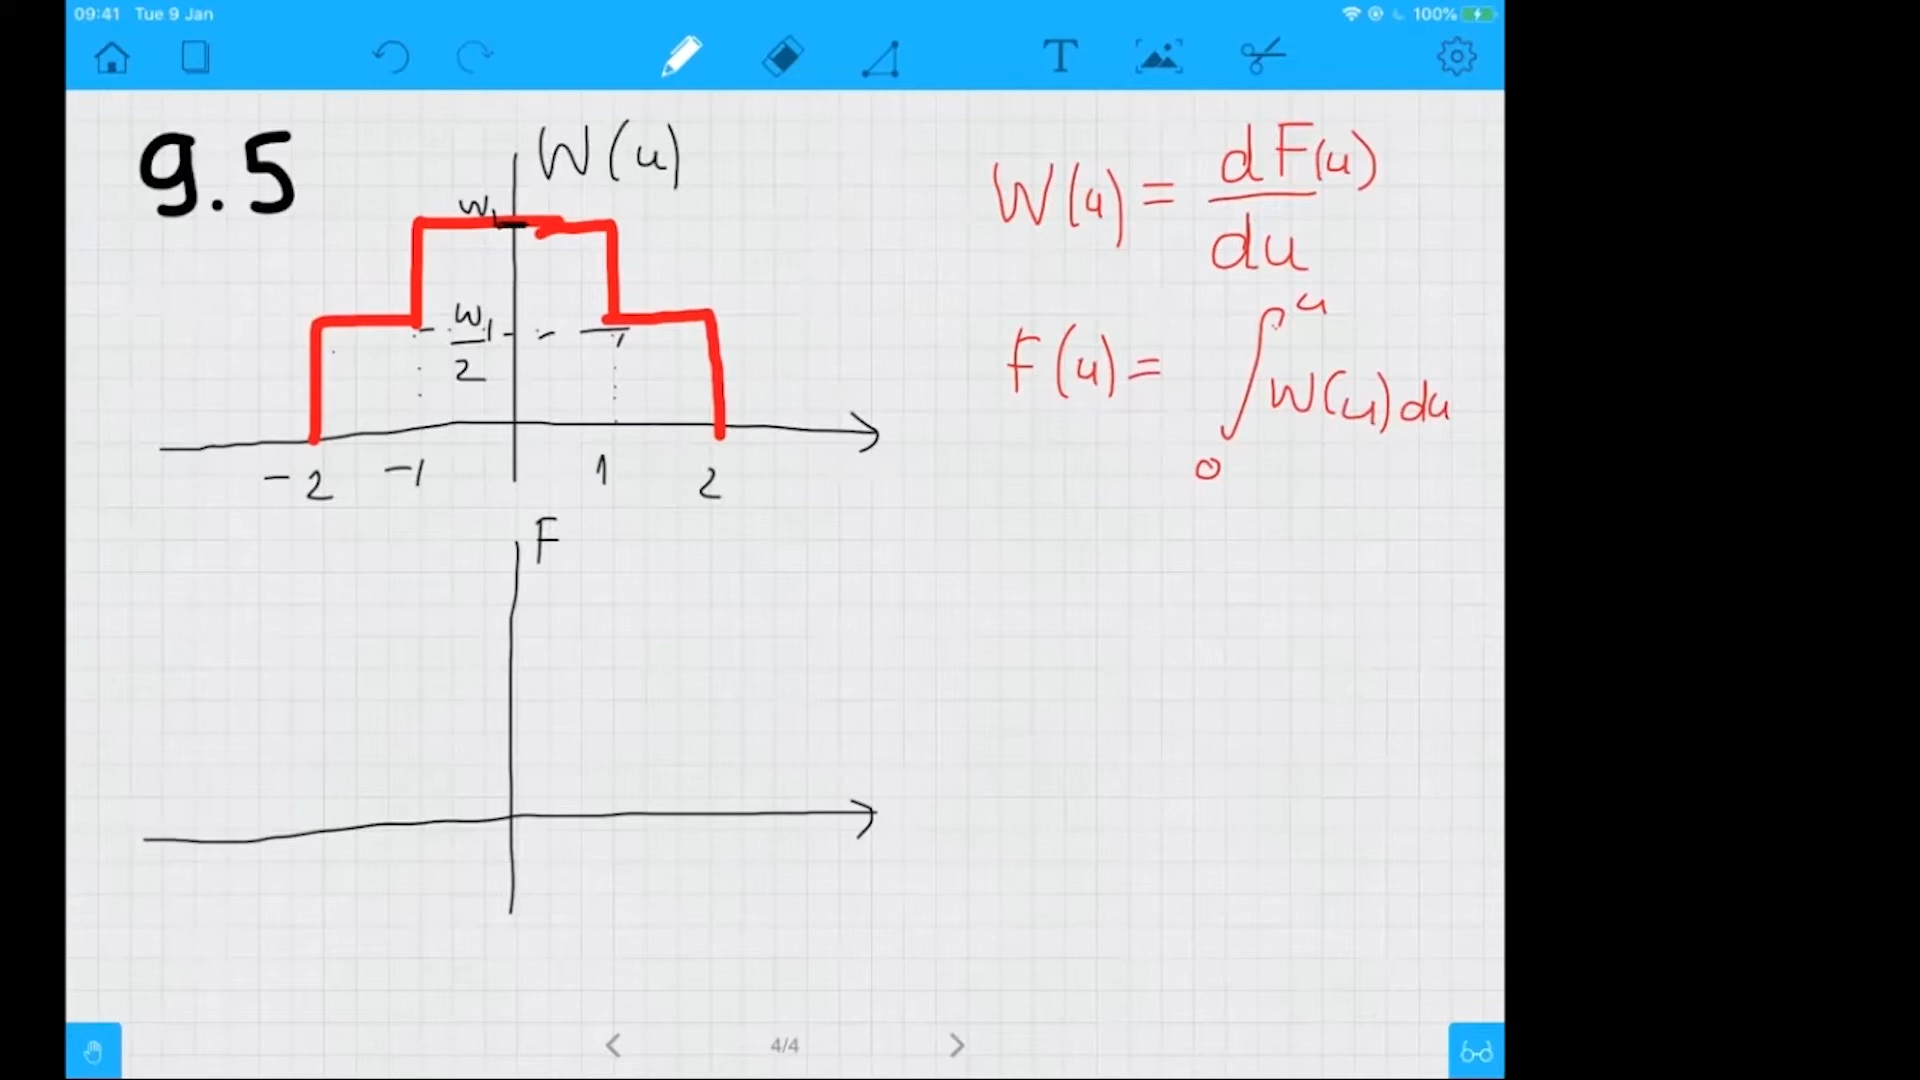 09:41 Tue 9 Jan 100%
T
9.5
W(u)
W1
W1
2
-2 -1 1 2
F
W(u) = dF(u)
du
F(u) = ∫ W(u) du
u
0
4/4